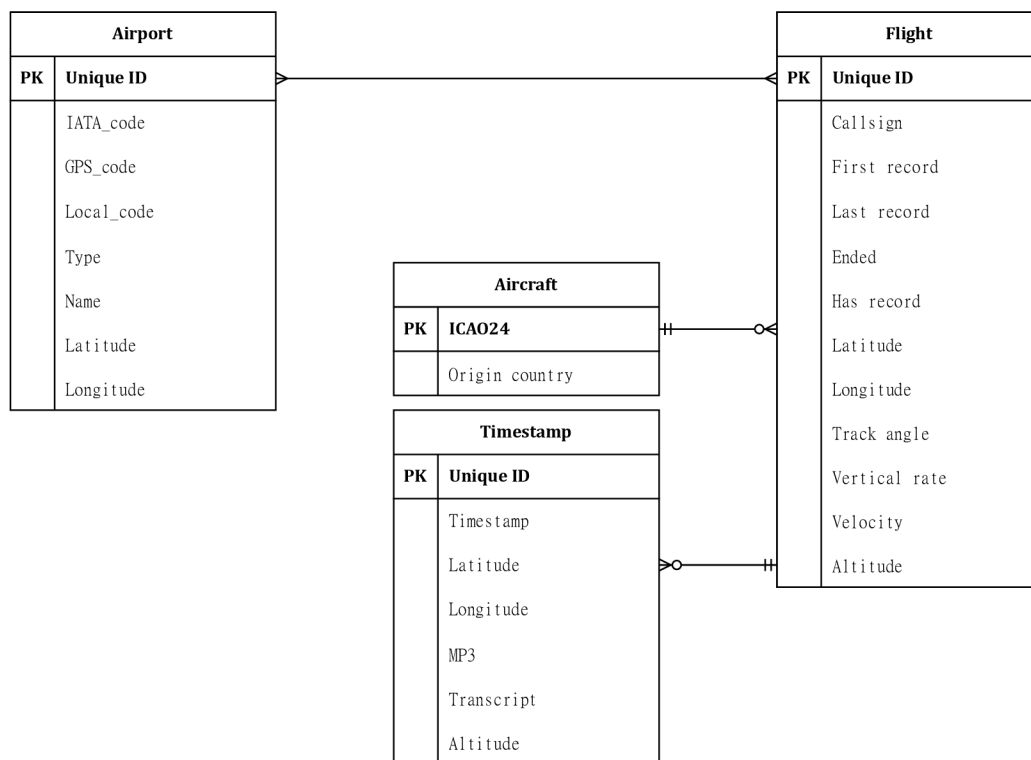 Airport
PK Unique ID
IATA_code
GPS_code
Local_code
Type
Name
Latitude
Longitude
Flight
PK Unique ID
Callsign
First record
Last record
Ended
Has record
Latitude
Longitude
Track angle
Vertical rate
Velocity
Altitude
Aircraft
PK ICAO24
Origin country
Timestamp
PK Unique ID
Timestamp
Latitude
Longitude
MP3
Transcript
Altitude